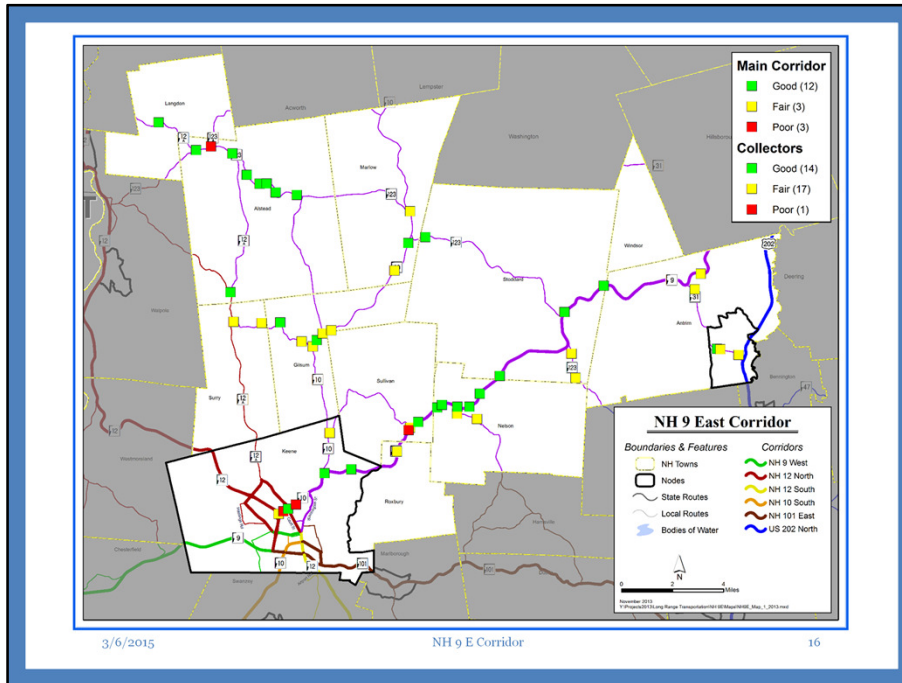 Main Corridor
Good (12)
Fair (3)
Poor (3)
Collectors
Good (14)
Fair (17)
Poor (1)
Langdon
Acworth
Lempster
Washington
Hillsboro
Marlow
Alstead
Windsor
Stoddard
Deering
Antrim
Walpole
Gilsum
Sullivan
Surry
Nelson
Bennington
Keene
Westmoreland
Roxbury
Chesterfield
Marlborough
Harrisville
Swanzey
10
12
123
31
202
9
101
NH 9 East Corridor
Boundaries & Features
NH Towns
Nodes
State Routes
Local Routes
Bodies of Water
Corridors
NH 9 West
NH 12 North
NH 12 South
NH 10 South
NH 101 East
US 202 North
N
0 2 4
Miles
November 2013
3/6/2015
NH 9 E Corridor
16